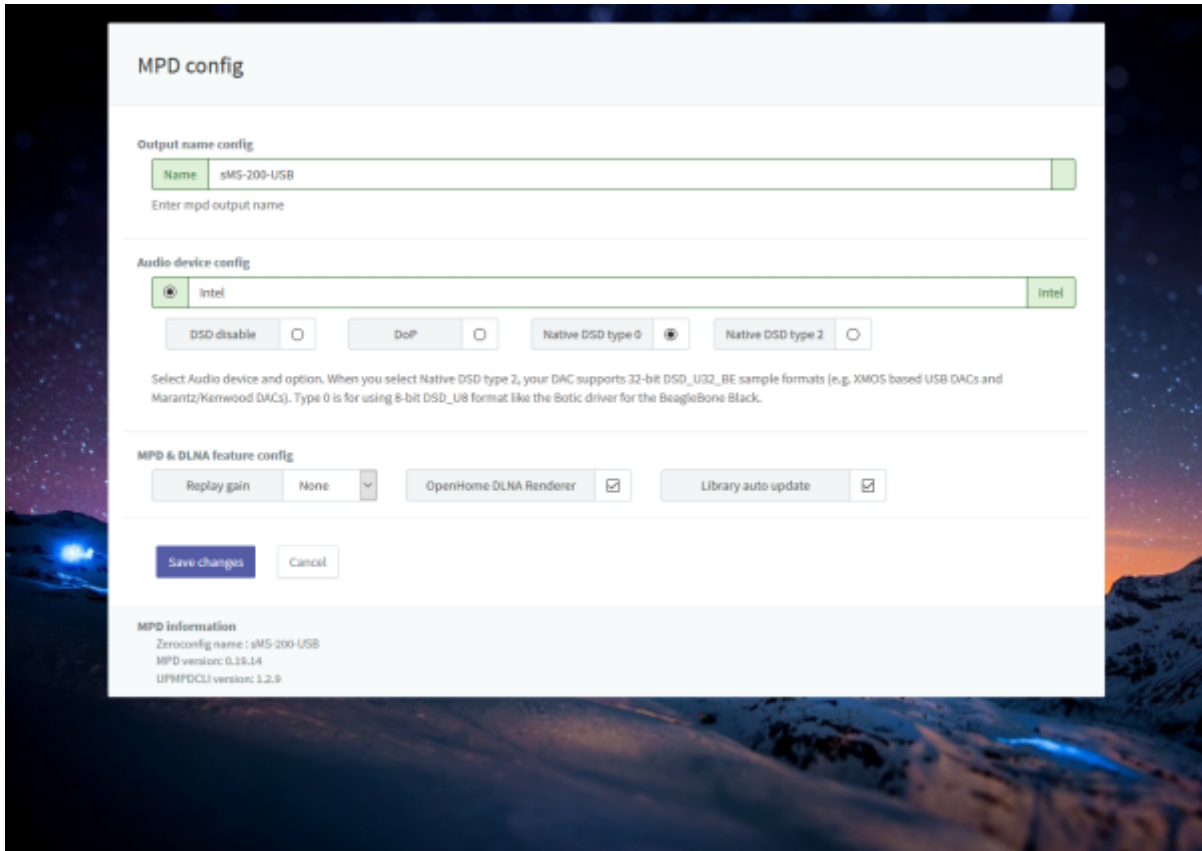 MPD config
Output name config
Name sMS-200-USB
Enter mpd output name
Audio device config
Intel Intel
DSD disable DoP Native DSD type 0 Native DSD type 2
Select Audio device and option. When you select Native DSD type 2, your DAC supports 32-bit DSD_U32_BE sample formats (e.g. XMOS based USB DACs and
Marantz/Kenwood DACs). Type 0 is for using 8-bit DSD_U8 format like the Botic driver for the BeagleBone Black.
MPD & DLNA feature config
Replay gain None OpenHome DLNA Renderer Library auto update
Save changes Cancel
MPD information
Zeroconfig name : sMS-200-USB
MPD version: 0.19.14
UPMPDCLI version: 1.2.9